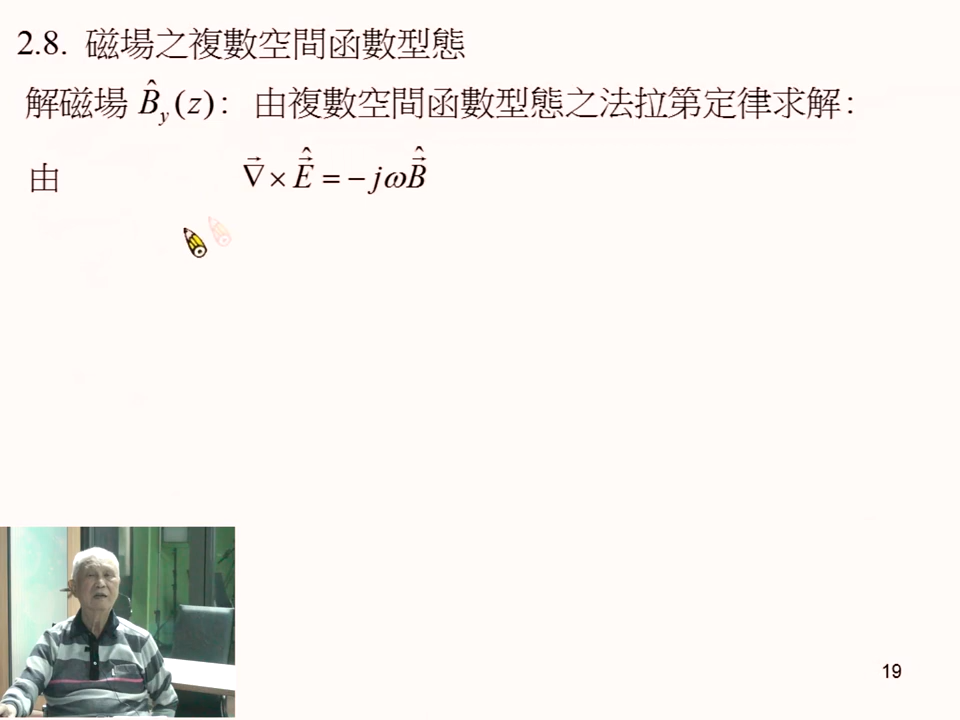 2.8. 磁場之複數空間函數型態
解磁場 $\hat{B}_y(z)$: 由複數空間函數型態之法拉第定律求解:
由 $\vec{\nabla} \times \hat{\vec{E}} = -j\omega\hat{\vec{B}}$
19